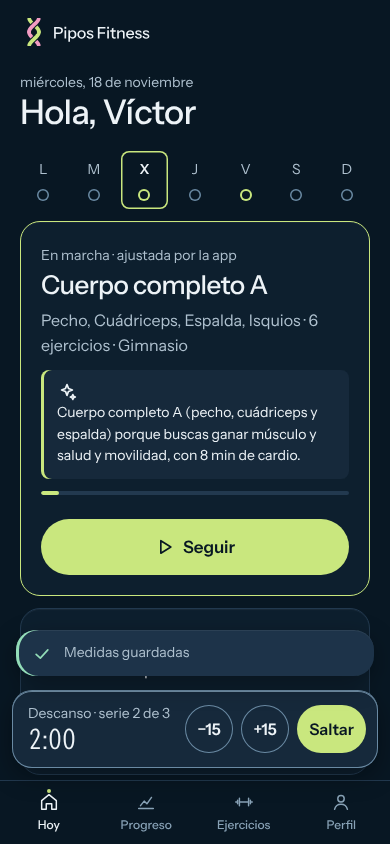 Pipos Fitness
miércoles, 18 de noviembre
Hola, Víctor
L M X J V S D
En marcha · ajustada por la app
Cuerpo completo A
Pecho, Cuádriceps, Espalda, Isquios · 6
ejercicios · Gimnasio
Cuerpo completo A (pecho, cuádriceps y
espalda) porque buscas ganar músculo y
salud y movilidad, con 8 min de cardio.
Seguir
Medidas guardadas
Descanso · serie 2 de 3
2:00
−15 +15 Saltar
Hoy Progreso Ejercicios Perfil